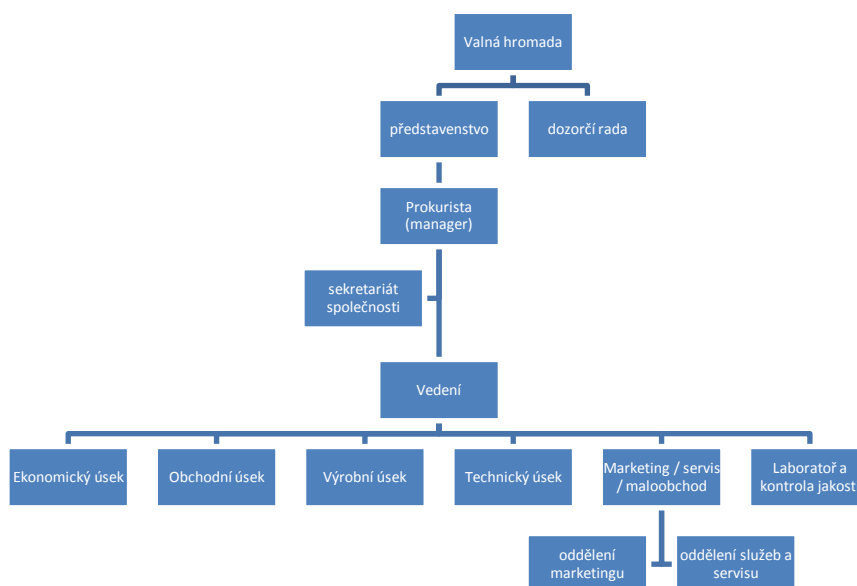 Valná hromada
představenstvo
dozorčí rada
Prokurista
(manager)
sekretariát
společnosti
Vedení
Ekonomický úsek
Obchodní úsek
Výrobní úsek
Technický úsek
Marketing / servis
/ maloobchod
Laboratoř a
kontrola jakosti
oddělení
marketingu
oddělení služeb a
servisu